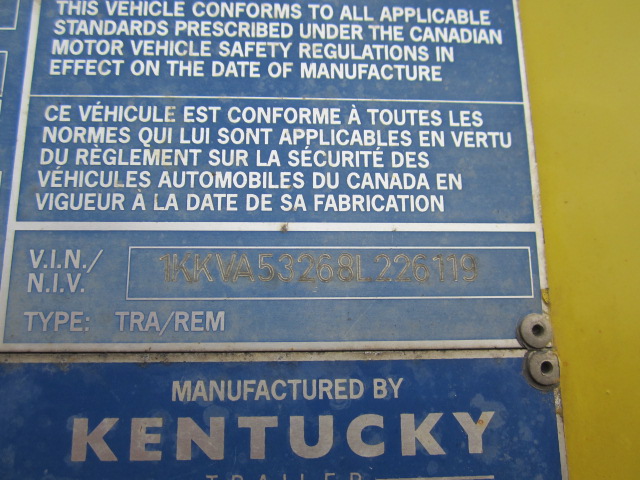 THIS VEHICLE CONFORMS TO ALL APPLICABLE
STANDARDS PRESCRIBED UNDER THE CANADIAN
MOTOR VEHICLE SAFETY REGULATIONS IN
EFFECT ON THE DATE OF MANUFACTURE
CE VÉHICULE EST CONFORME À TOUTES LES
NORMES QUI LUI SONT APPLICABLES EN VERTU
DU RÈGLEMENT SUR LA SÉCURITÉ DES
VÉHICULES AUTOMOBILES DU CANADA EN
VIGUEUR À LA DATE DE SA FABRICATION
V.I.N./
N.I.V.
1KKVA53268L226119
TYPE: TRA/REM
MANUFACTURED BY
KENTUCKY
TRAILER